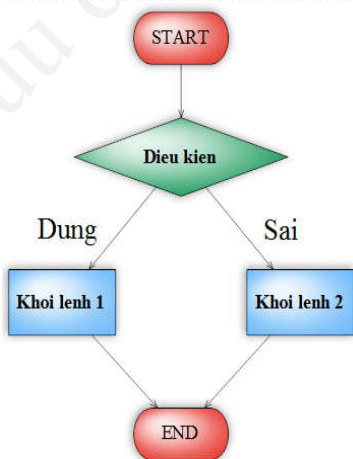 START
Dieu kien
Dung
Sai
Khoi lenh 1
Khoi lenh 2
END